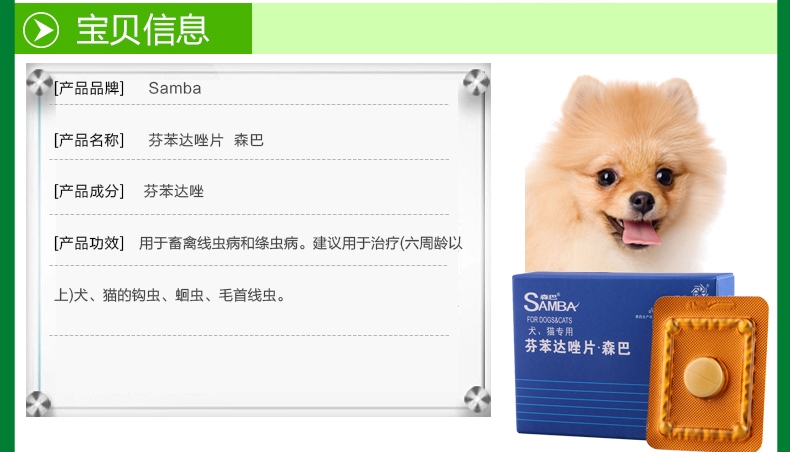 宝贝信息
[产品品牌] Samba
[产品名称] 芬苯达唑片 森巴
[产品成分] 芬苯达唑
[产品功效] 用于畜禽线虫病和绦虫病。建议用于治疗(六周龄以
上)犬、猫的钩虫、蛔虫、毛首线虫。
森巴
SAMBA
FOR DOGS&CATS
犬、猫专用
芬苯达唑片·森巴